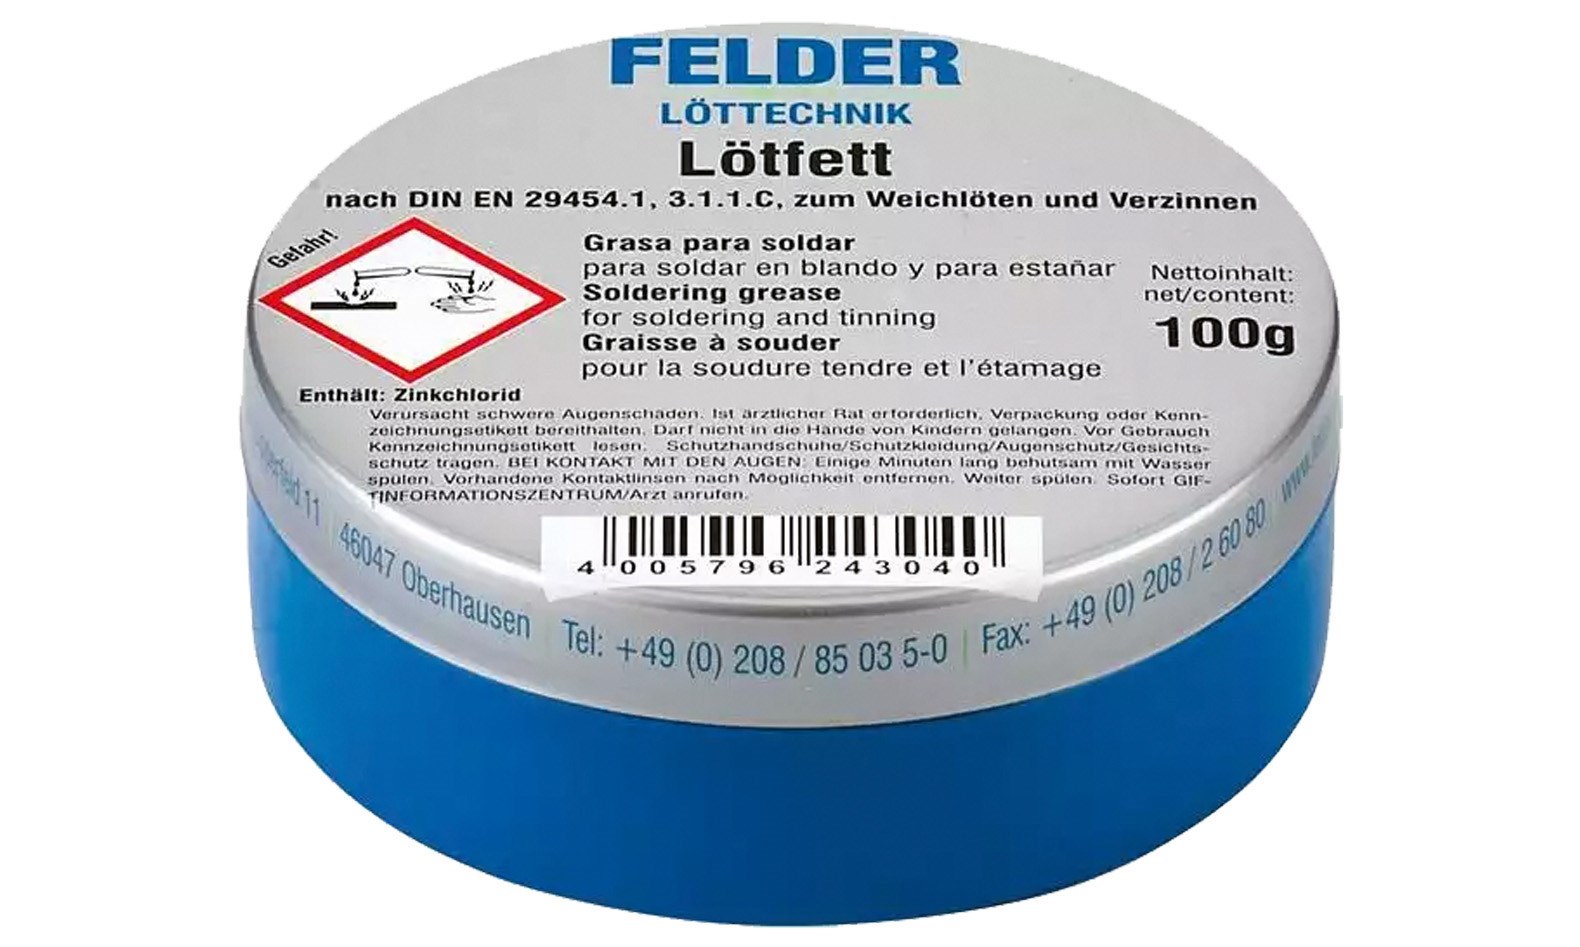 FELDER
LÖTTECHNIK
Lötfett
nach DIN EN 29454.1, 3.1.1.C, zum Weichlöten und Verzinnen
Gefahr!
Grasa para soldar
para soldar en blando y para estañar
Soldering grease
for soldering and tinning
Graisse à souder
pour la soudure tendre et l'étamage
Nettoinhalt:
net/content:
100g
Enthält: Zinkchlorid
Verursacht schwere Augenschäden. Ist ärztlicher Rat erforderlich, Verpackung oder Kenn-
zeichnungsetikett bereithalten. Darf nicht in die Hände von Kindern gelangen. Vor Gebrauch
Kennzeichnungsetikett lesen. Schutzhandschuhe/Schutzkleidung/Augenschutz/Gesichts-
schutz tragen. BEI KONTAKT MIT DEN AUGEN: Einige Minuten lang behutsam mit Wasser
spülen. Vorhandene Kontaktlinsen nach Möglichkeit entfernen. Weiter spülen. Sofort GIF-
TINFORMATIONSZENTRUM/Arzt anrufen.
4 005796 243040
11 | 46047 Oberhausen | Tel: +49 (0) 208 / 85 03 5-0 | Fax: +49 (0) 208 / 2 60 80 |